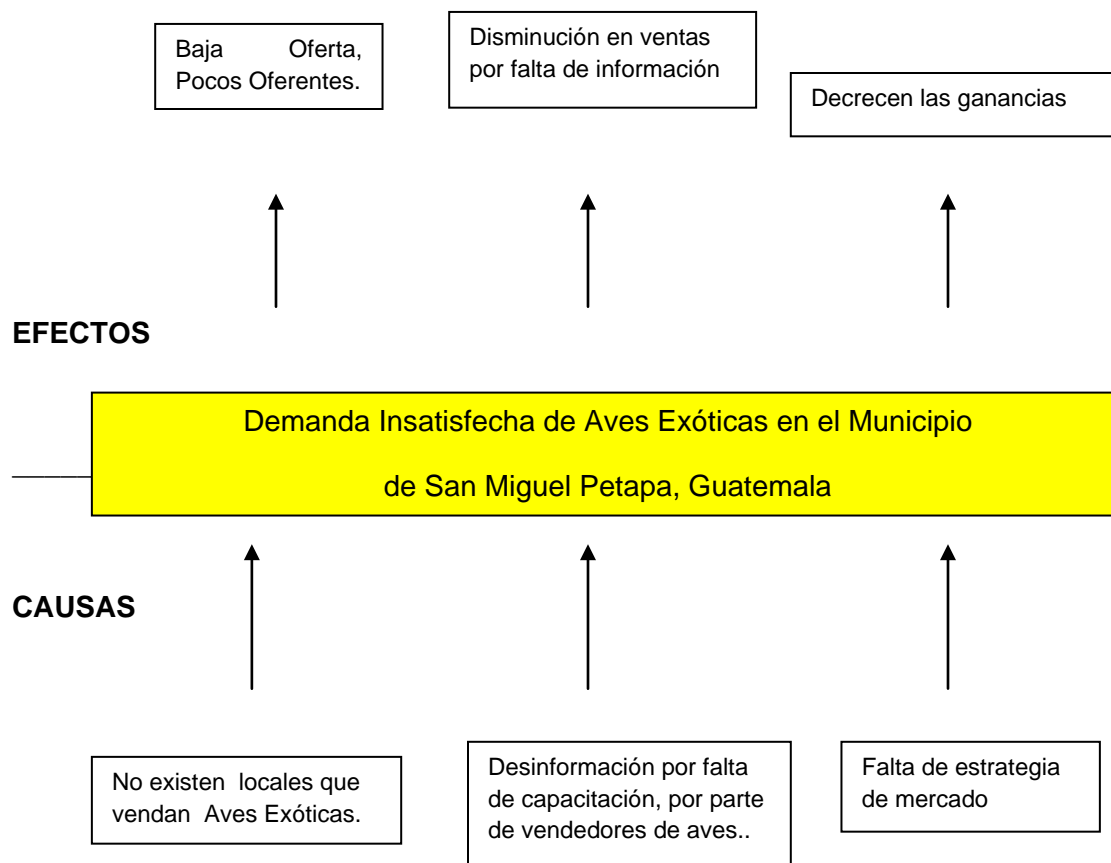 Baja Oferta,
Pocos Oferentes.
Disminución en ventas
por falta de información
Decrecen las ganancias
EFECTOS
Demanda Insatisfecha de Aves Exóticas en el Municipio
de San Miguel Petapa, Guatemala
CAUSAS
No existen locales que
vendan Aves Exóticas.
Desinformación por falta
de capacitación, por parte
de vendedores de aves..
Falta de estrategia
de mercado